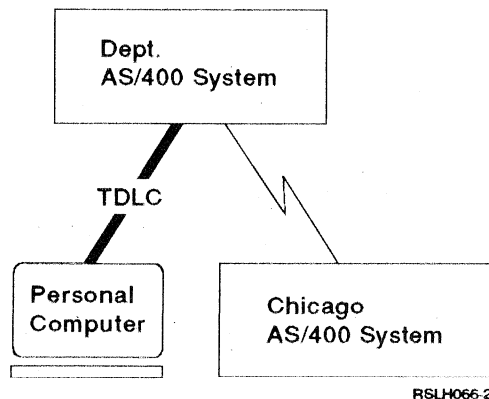 Dept.
AS/400 System
TDLC
Personal
Computer
Chicago
AS/400 System
RSLH066-2